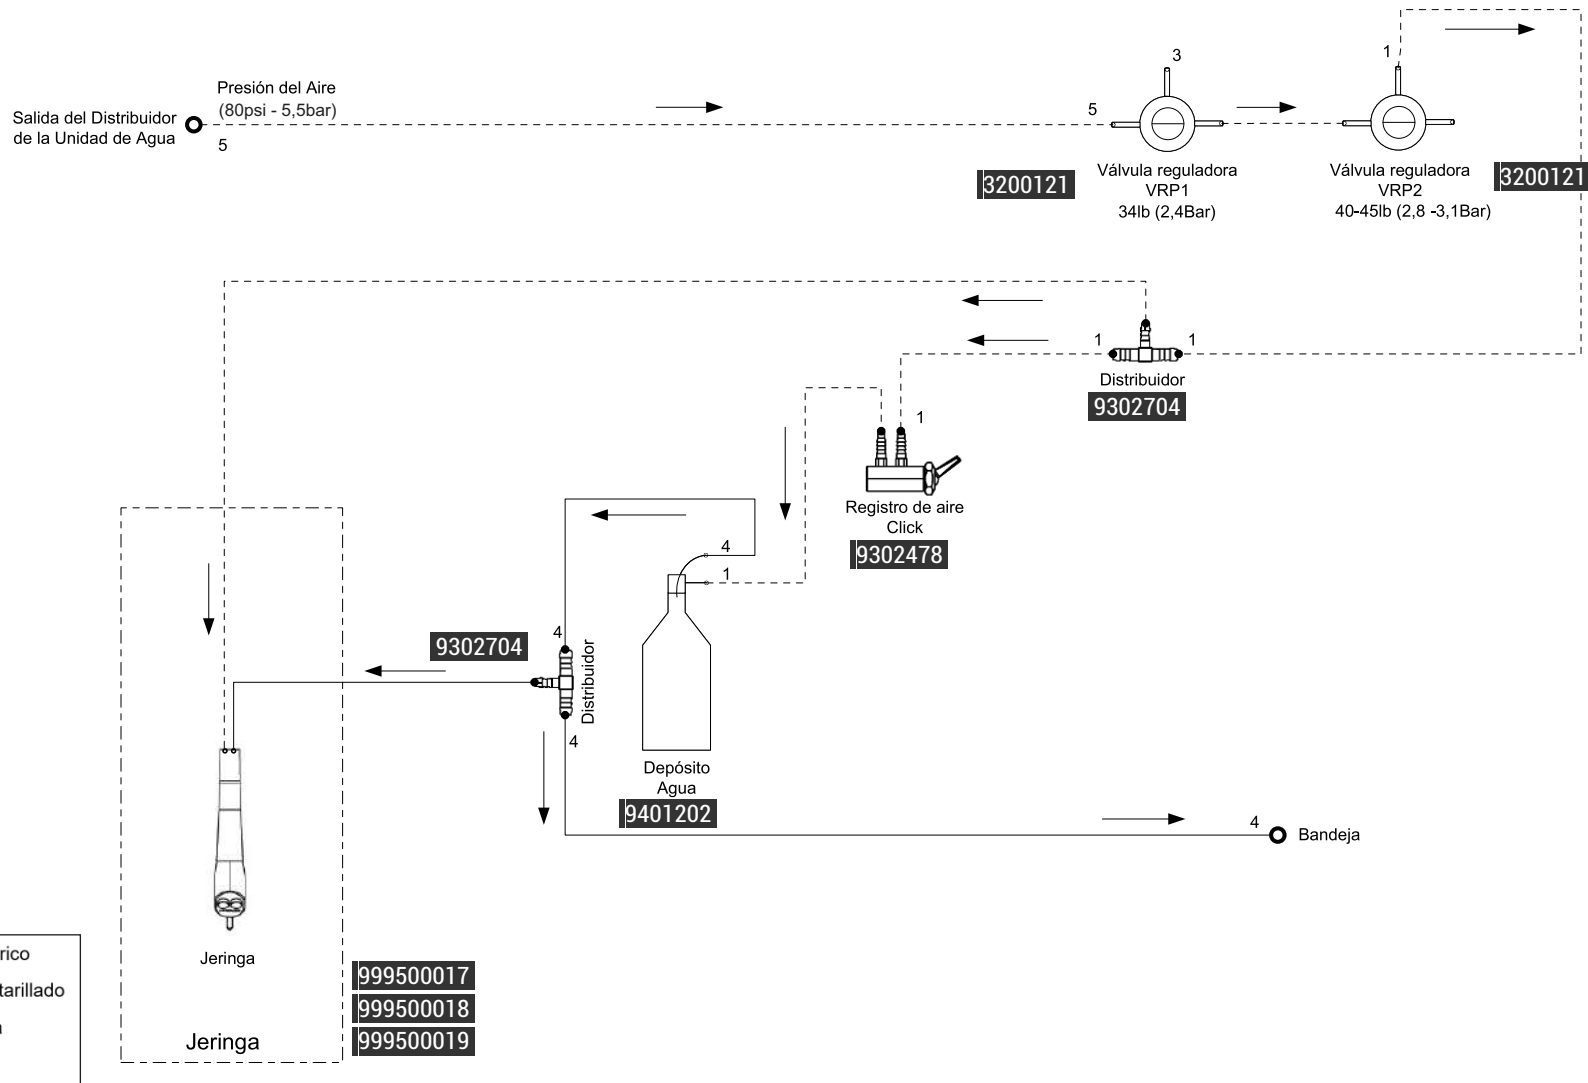 Presión del Aire
(80psi - 5,5bar)
Salida del Distribuidor
de la Unidad de Agua
5
5
3
1
3200121
Válvula reguladora
VRP1
34lb (2,4Bar)
Válvula reguladora
VRP2
40-45lb (2,8 -3,1Bar)
3200121
1
1
Distribuidor
9302704
1
Registro de aire
Click
9302478
4
1
4
9302704
Distribuidor
4
Depósito
Agua
9401202
4
Bandeja
Jeringa
Jeringa
999500017
999500018
999500019